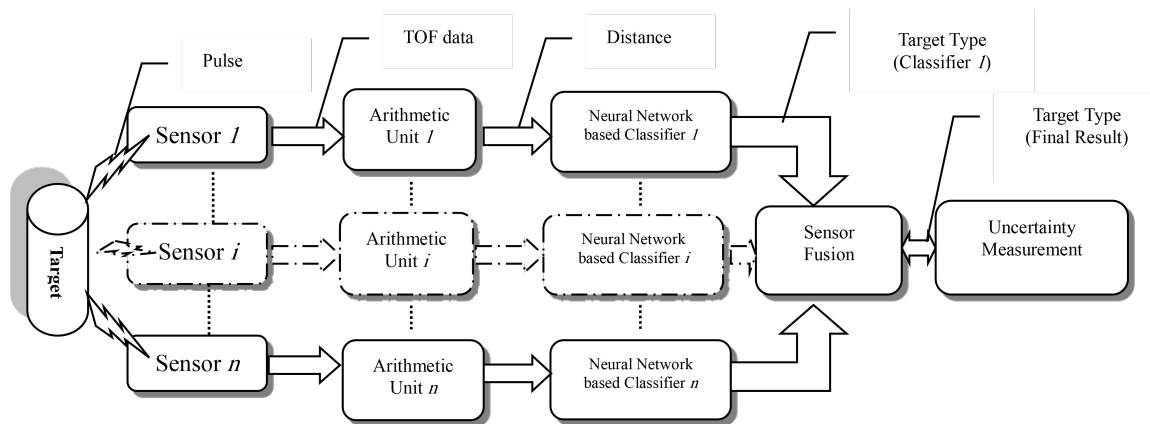 Pulse
TOF data
Distance
Target Type
(Classifier 1)
Target Type
(Final Result)
Sensor 1
Arithmetic
Unit 1
Neural Network
based Classifier 1
Target
Sensor i
Arithmetic
Unit i
Neural Network
based Classifier i
Sensor
Fusion
Uncertainty
Measurement
Sensor n
Arithmetic
Unit n
Neural Network
based Classifier n